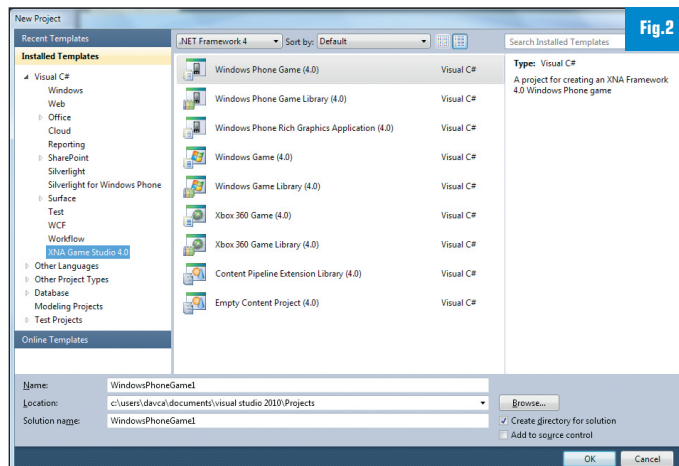 New Project
Fig.2
Recent Templates
.NET Framework 4
Sort by: Default
Search Installed Templates
Installed Templates
Visual C#
Windows
Web
Office
Cloud
Reporting
SharePoint
Silverlight
Silverlight for Windows Phone
Surface
Test
WCF
Workflow
XNA Game Studio 4.0
Other Languages
Other Project Types
Database
Modeling Projects
Test Projects
Online Templates
Windows Phone Game (4.0) Visual C#
Windows Phone Game Library (4.0) Visual C#
Windows Phone Rich Graphics Application (4.0) Visual C#
Windows Game (4.0) Visual C#
Windows Game Library (4.0) Visual C#
Xbox 360 Game (4.0) Visual C#
Xbox 360 Game Library (4.0) Visual C#
Content Pipeline Extension Library (4.0) Visual C#
Empty Content Project (4.0) Visual C#
Type: Visual C#
A project for creating an XNA Framework
4.0 Windows Phone game
Name: WindowsPhoneGame1
Location: c:\users\davca\documents\visual studio 2010\Projects
Browse...
Solution name: WindowsPhoneGame1
Create directory for solution
Add to source control
OK Cancel